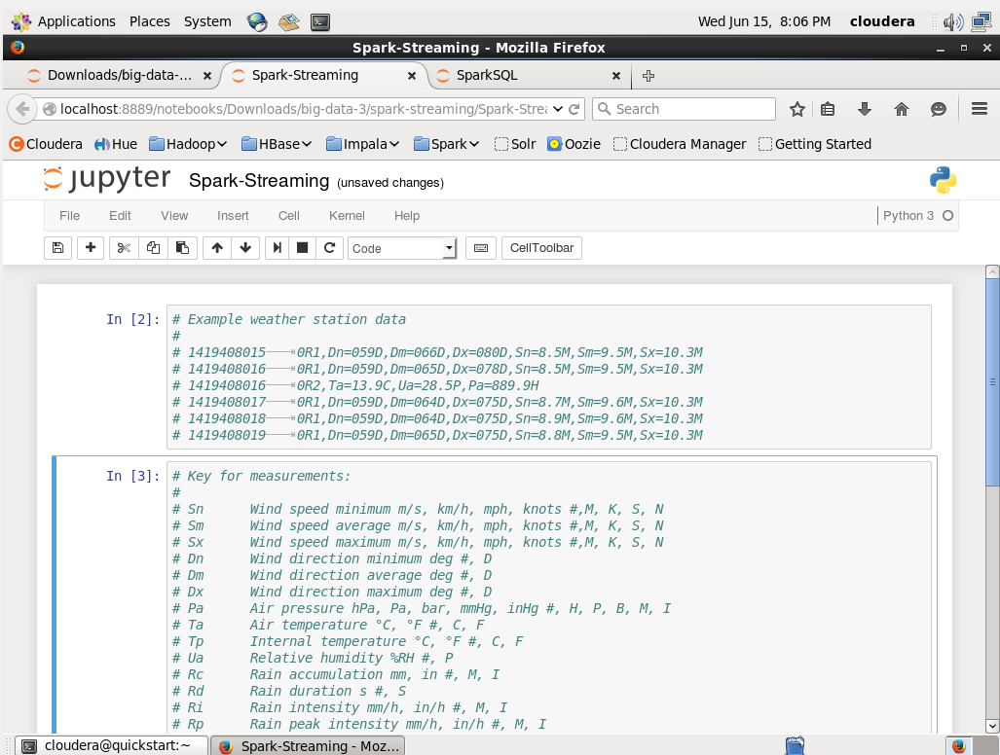 Applications Places System Wed Jun 15, 8:06 PM cloudera
Spark-Streaming - Mozilla Firefox
Downloads/big-data-... Spark-Streaming SparkSQL
localhost:8889/notebooks/Downloads/big-data-3/spark-streaming/Spark-Strea Search
Cloudera Hue Hadoop HBase Impala Spark Solr Oozie Cloudera Manager Getting Started
jupyter Spark-Streaming (unsaved changes)
File Edit View Insert Cell Kernel Help Python 3
Code CellToolbar
In [2]: # Example weather station data
#
# 1419408015 0R1,Dn=059D,Dm=066D,Dx=080D,Sn=8.5M,Sm=9.5M,Sx=10.3M
# 1419408016 0R1,Dn=059D,Dm=065D,Dx=078D,Sn=8.5M,Sm=9.5M,Sx=10.3M
# 1419408016 0R2,Ta=13.9C,Ua=28.5P,Pa=889.9H
# 1419408017 0R1,Dn=059D,Dm=064D,Dx=075D,Sn=8.7M,Sm=9.6M,Sx=10.3M
# 1419408018 0R1,Dn=059D,Dm=064D,Dx=075D,Sn=8.9M,Sm=9.6M,Sx=10.3M
# 1419408019 0R1,Dn=059D,Dm=065D,Dx=075D,Sn=8.8M,Sm=9.5M,Sx=10.3M
In [3]: # Key for measurements:
#
# Sn Wind speed minimum m/s, km/h, mph, knots #,M, K, S, N
# Sm Wind speed average m/s, km/h, mph, knots #,M, K, S, N
# Sx Wind speed maximum m/s, km/h, mph, knots #,M, K, S, N
# Dn Wind direction minimum deg #, D
# Dm Wind direction average deg #, D
# Dx Wind direction maximum deg #, D
# Pa Air pressure hPa, Pa, bar, mmHg, inHg #, H, P, B, M, I
# Ta Air temperature °C, °F #, C, F
# Tp Internal temperature °C, °F #, C, F
# Ua Relative humidity %RH #, P
# Rc Rain accumulation mm, in #, M, I
# Rd Rain duration s #, S
# Ri Rain intensity mm/h, in/h #, M, I
# Rp Rain peak intensity mm/h, in/h #, M, I
cloudera@quickstart:~ Spark-Streaming - Moz...